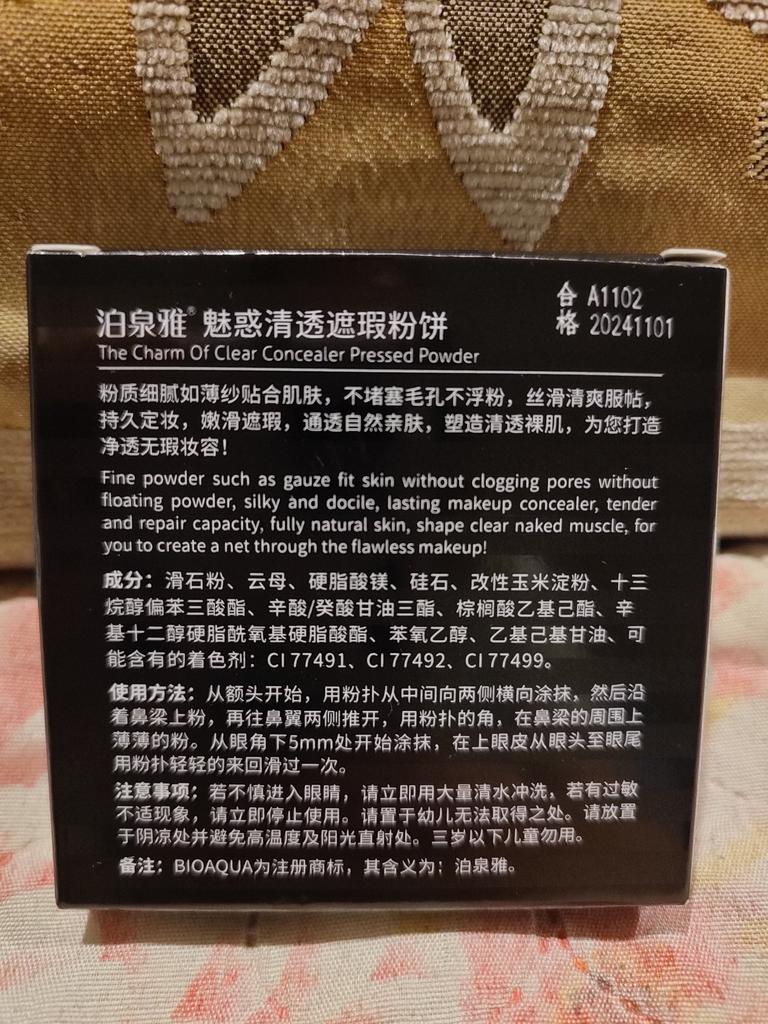 泊泉雅® 魅惑清透遮瑕粉饼
合 A1102
格 20241101
The Charm Of Clear Concealer Pressed Powder
粉质细腻如薄纱贴合肌肤，不堵塞毛孔不浮粉，丝滑清爽服帖，
持久定妆，嫩滑遮瑕，通透自然亲肤，塑造清透裸肌，为您打造
净透无瑕妆容！
Fine powder such as gauze fit skin without clogging pores without
floating powder, silky and docile, lasting makeup concealer, tender
and repair capacity, fully natural skin, shape clear naked muscle, for
you to create a net through the flawless makeup!
成分：滑石粉、云母、硬脂酸镁、硅石、改性玉米淀粉、十三
烷醇偏苯三酸酯、辛酸/癸酸甘油三酯、棕榈酸乙基己酯、辛
基十二醇硬脂酰氧基硬脂酸酯、苯氧乙醇、乙基己基甘油、可
能含有的着色剂：CI 77491、CI 77492、CI 77499。
使用方法：从额头开始，用粉扑从中间向两侧横向涂抹，然后沿
着鼻梁上粉，再往鼻翼两侧推开，用粉扑的角，在鼻梁的周围上
薄薄的粉。从眼角下5mm处开始涂抹，在上眼皮从眼头至眼尾
用粉扑轻轻的来回滑过一次。
注意事项：若不慎进入眼睛，请立即用大量清水冲洗，若有过敏
不适现象，请立即停止使用。请置于幼儿无法取得之处。请放置
于阴凉处并避免高温度及阳光直射处。三岁以下儿童勿用。
备注：BIOAQUA为注册商标，其含义为：泊泉雅。